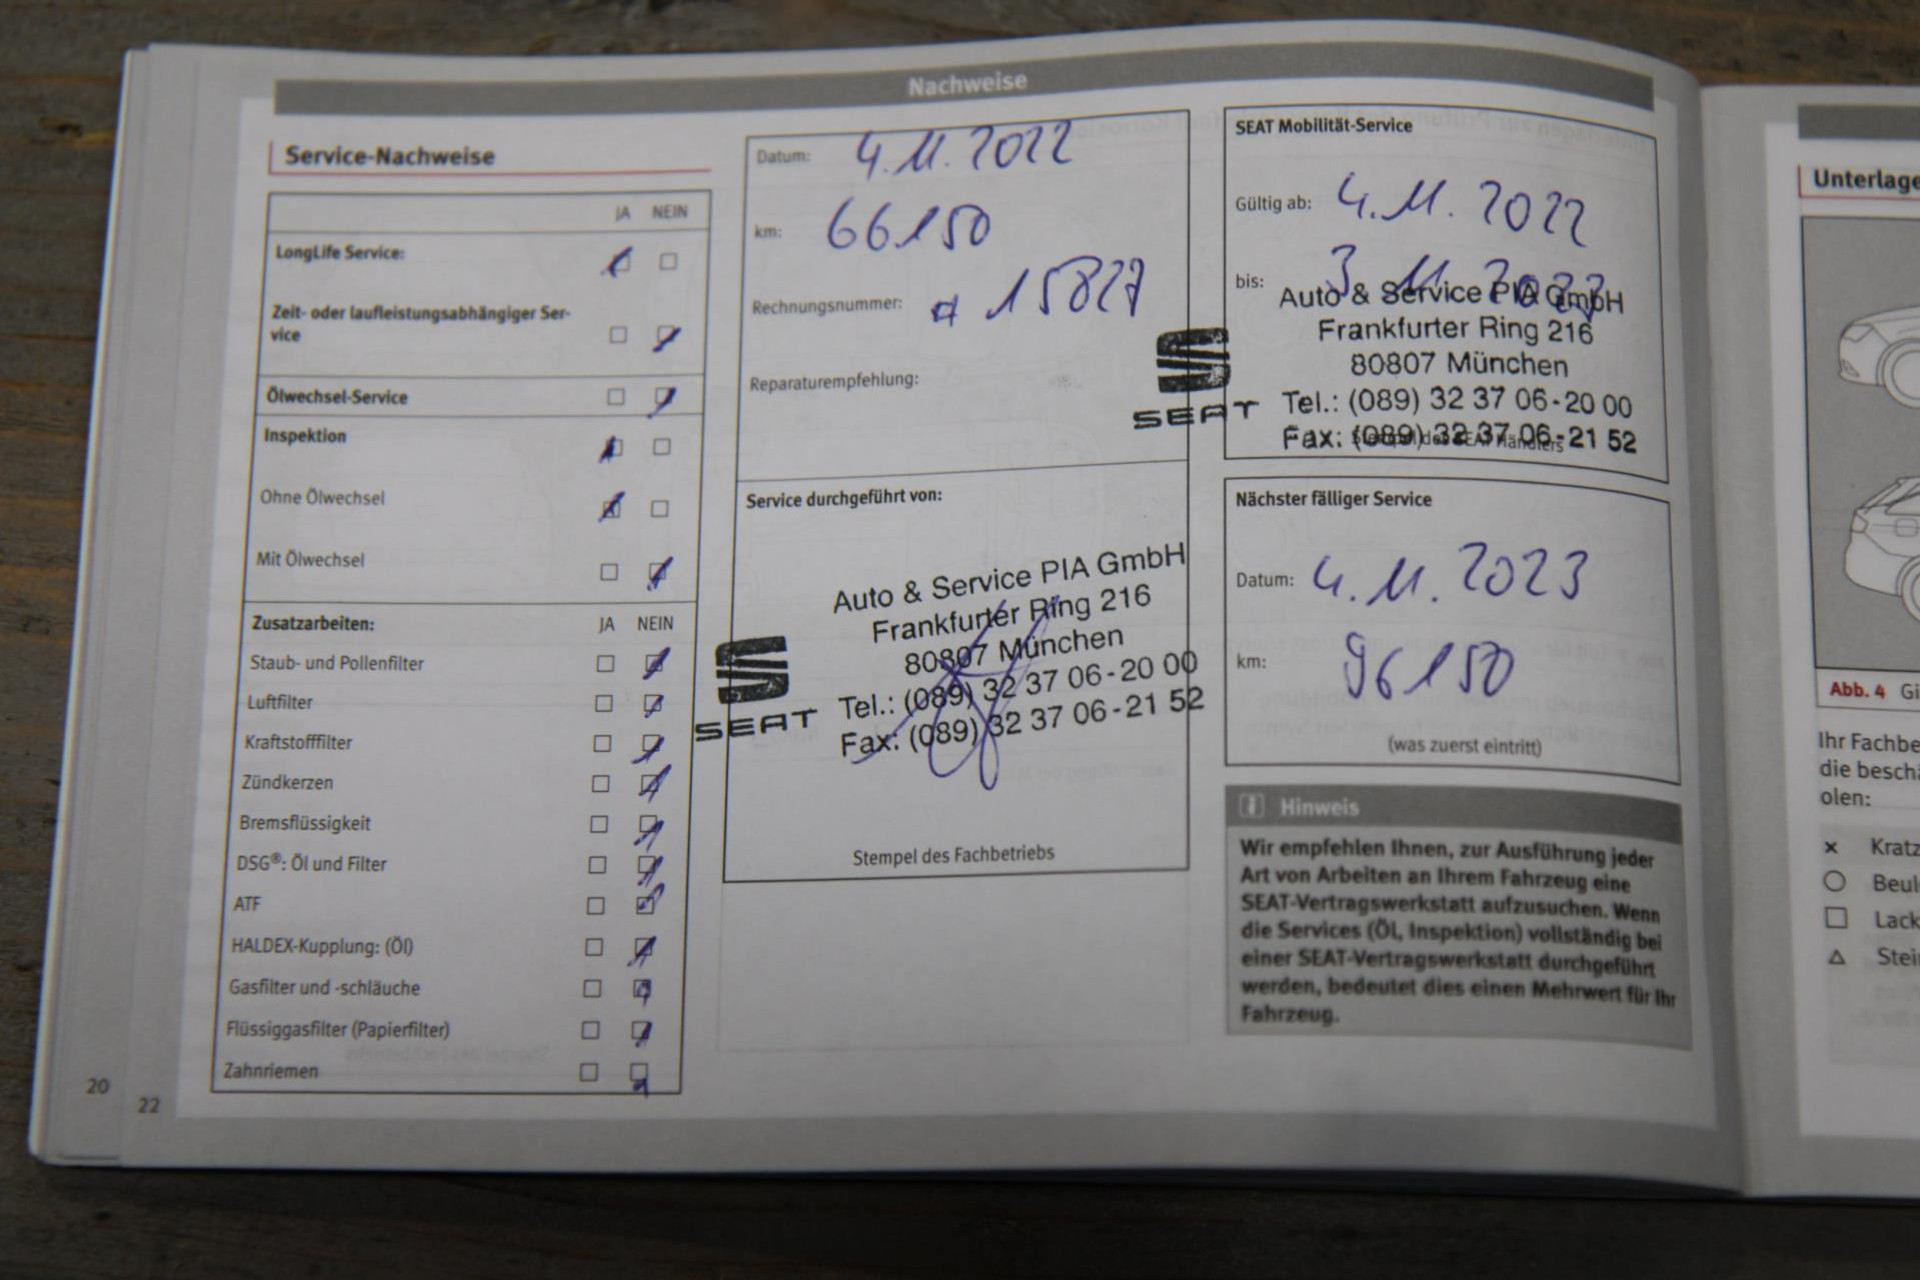 Nachweise
Service-Nachweise
JA NEIN
LongLife Service:
Zeit- oder laufleistungsabhängiger Ser-
vice
Ölwechsel-Service
Inspektion
Ohne Ölwechsel
Mit Ölwechsel
Zusatzarbeiten: JA NEIN
Staub- und Pollenfilter
Luftfilter
Kraftstofffilter
Zündkerzen
Bremsflüssigkeit
DSG®: Öl und Filter
ATF
HALDEX-Kupplung: (Öl)
Gasfilter und -schläuche
Flüssiggasfilter (Papierfilter)
Zahnriemen
20
22
Datum: 4.11.2022
km: 66150
Rechnungsnummer: # 15827
Reparaturempfehlung:
Service durchgeführt von:
Auto & Service PIA GmbH
Frankfurter Ring 216
80807 München
Tel.: (089) 32 37 06-20 00
Fax: (089) 32 37 06-21 52
SEAT
Stempel des Fachbetriebs
SEAT Mobilität-Service
Gültig ab: 4.11.2022
bis: 3.11.2023
Auto & Service PIA GmbH
Frankfurter Ring 216
80807 München
Tel.: (089) 32 37 06-20 00
Fax: (089) 32 37 06-21 52
SEAT
Stempel des SEAT Händlers
Nächster fälliger Service
Datum: 4.11.2023
km: 96150
(was zuerst eintritt)
i Hinweis
Wir empfehlen Ihnen, zur Ausführung jeder
Art von Arbeiten an Ihrem Fahrzeug eine
SEAT-Vertragswerkstatt aufzusuchen. Wenn
die Services (Öl, Inspektion) vollständig bei
einer SEAT-Vertragswerkstatt durchgeführt
werden, bedeutet dies einen Mehrwert für Ihr
Fahrzeug.
Unterlage
Abb. 4 Gi
Ihr Fachbe
die beschä
olen:
Kratz
Beul
Lack
Stei